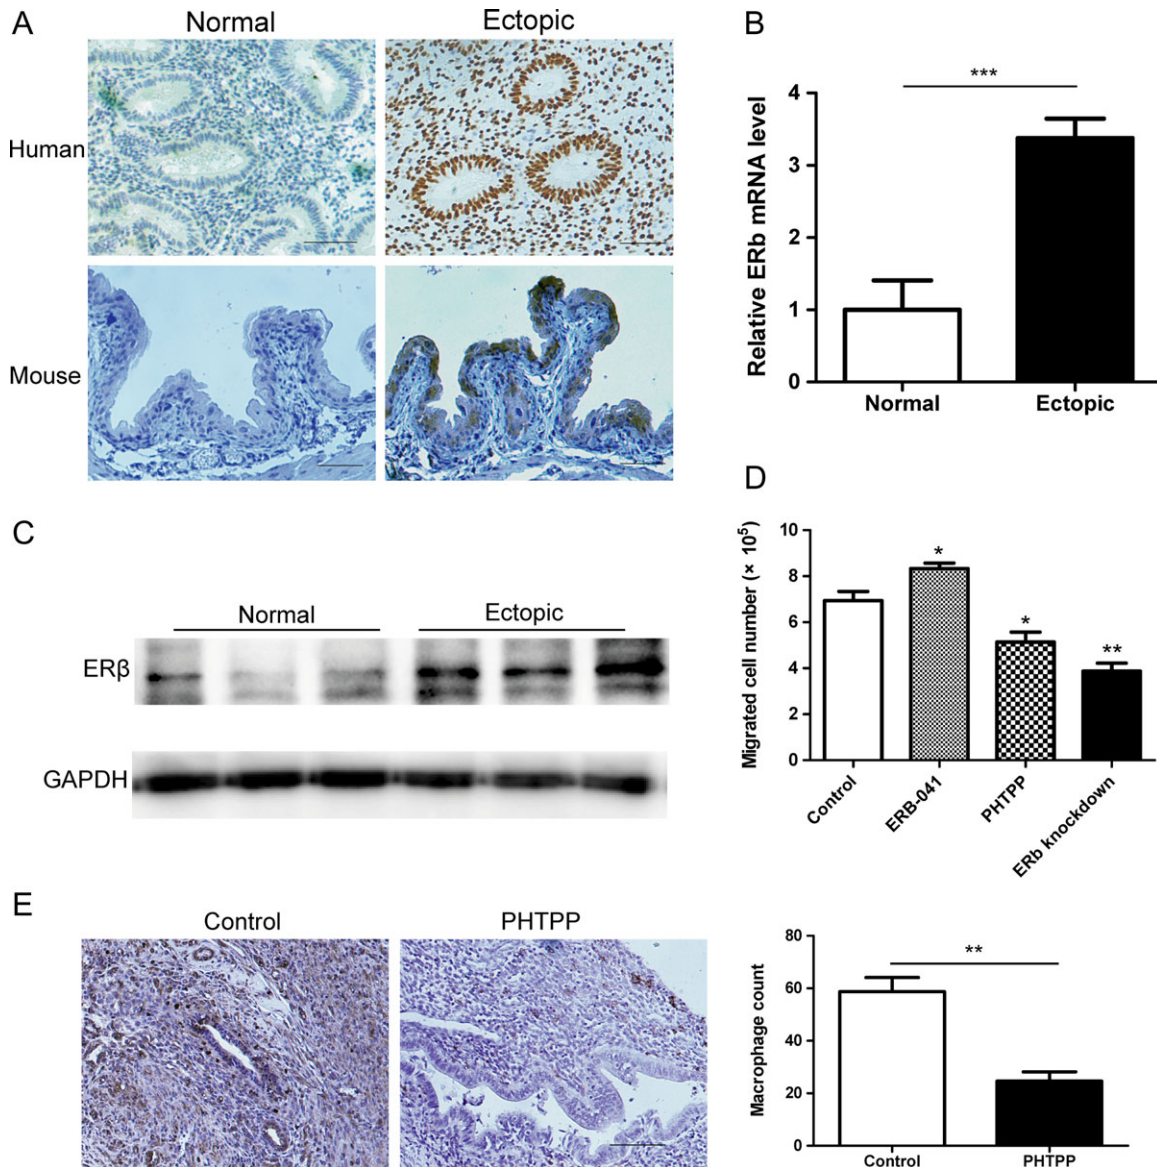 A
Normal
Ectopic
Human
Mouse
B
Relative ERb mRNA level
***
4
3
2
1
0
Normal
Ectopic
C
Normal
Ectopic
ERβ
GAPDH
D
Migrated cell number (× 10⁵)
10
8
6
4
2
0
*
*
**
Control
ERB-041
PHTPP
ERb knockdown
E
Control
PHTPP
Macrophage count
80
60
40
20
0
**
Control
PHTPP